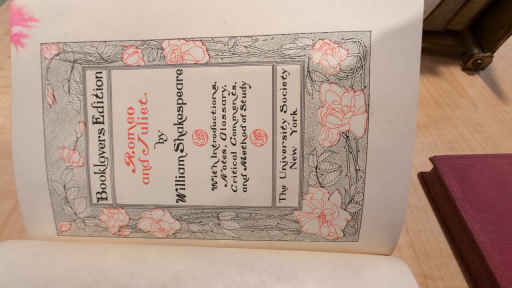 Booklovers Edition
Romeo
and Juliet
by
William Shakespeare
With Introductions,
Notes, Glossary,
Critical Comments,
and Method of Study
The University Society
New York